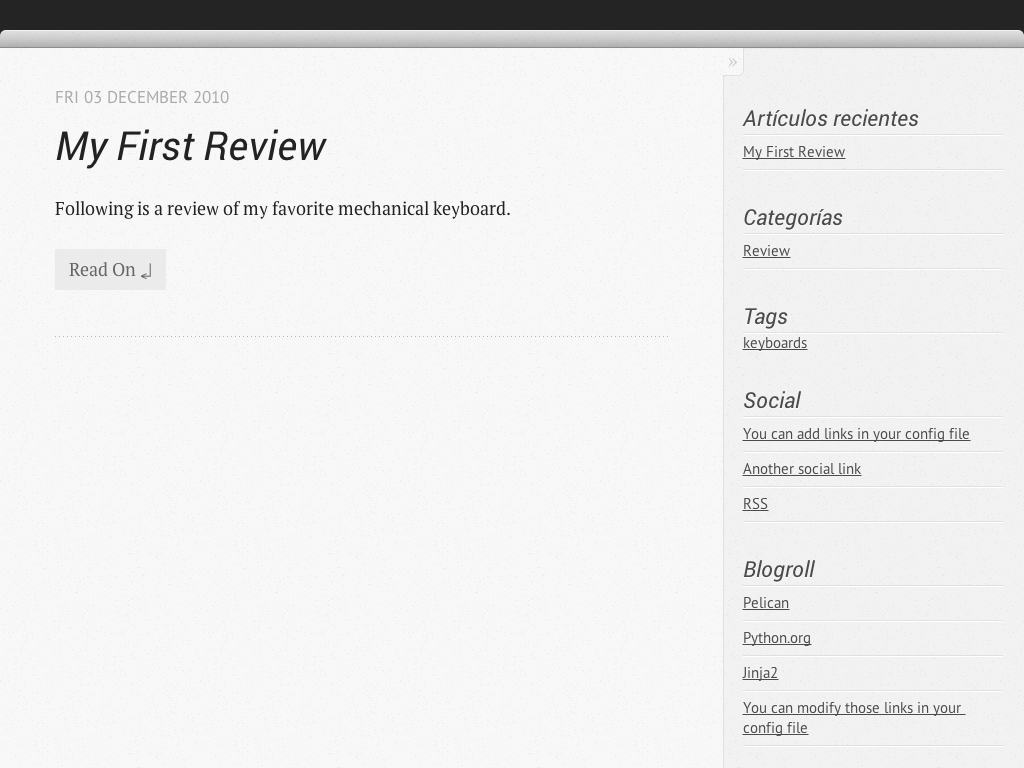 »
FRI 03 DECEMBER 2010
My First Review
Following is a review of my favorite mechanical keyboard.
Read On ↲
Artículos recientes
My First Review
Categorías
Review
Tags
keyboards
Social
You can add links in your config file
Another social link
RSS
Blogroll
Pelican
Python.org
Jinja2
You can modify those links in your
config file